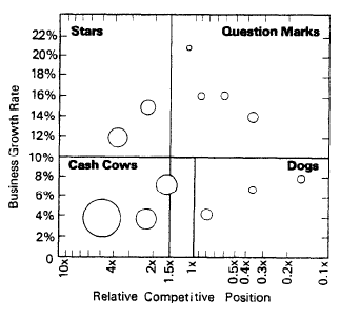 Stars
Question Marks
22%
20%
18%
16%
14%
12%
10%
Cash Cows
Dogs
8%
6%
4%
2%
0
Business Growth Rate
10x
4x
2x
1.5x
1x
0.5x
0.4x
0.3x
0.2x
0.1x
Relative Competitive Position